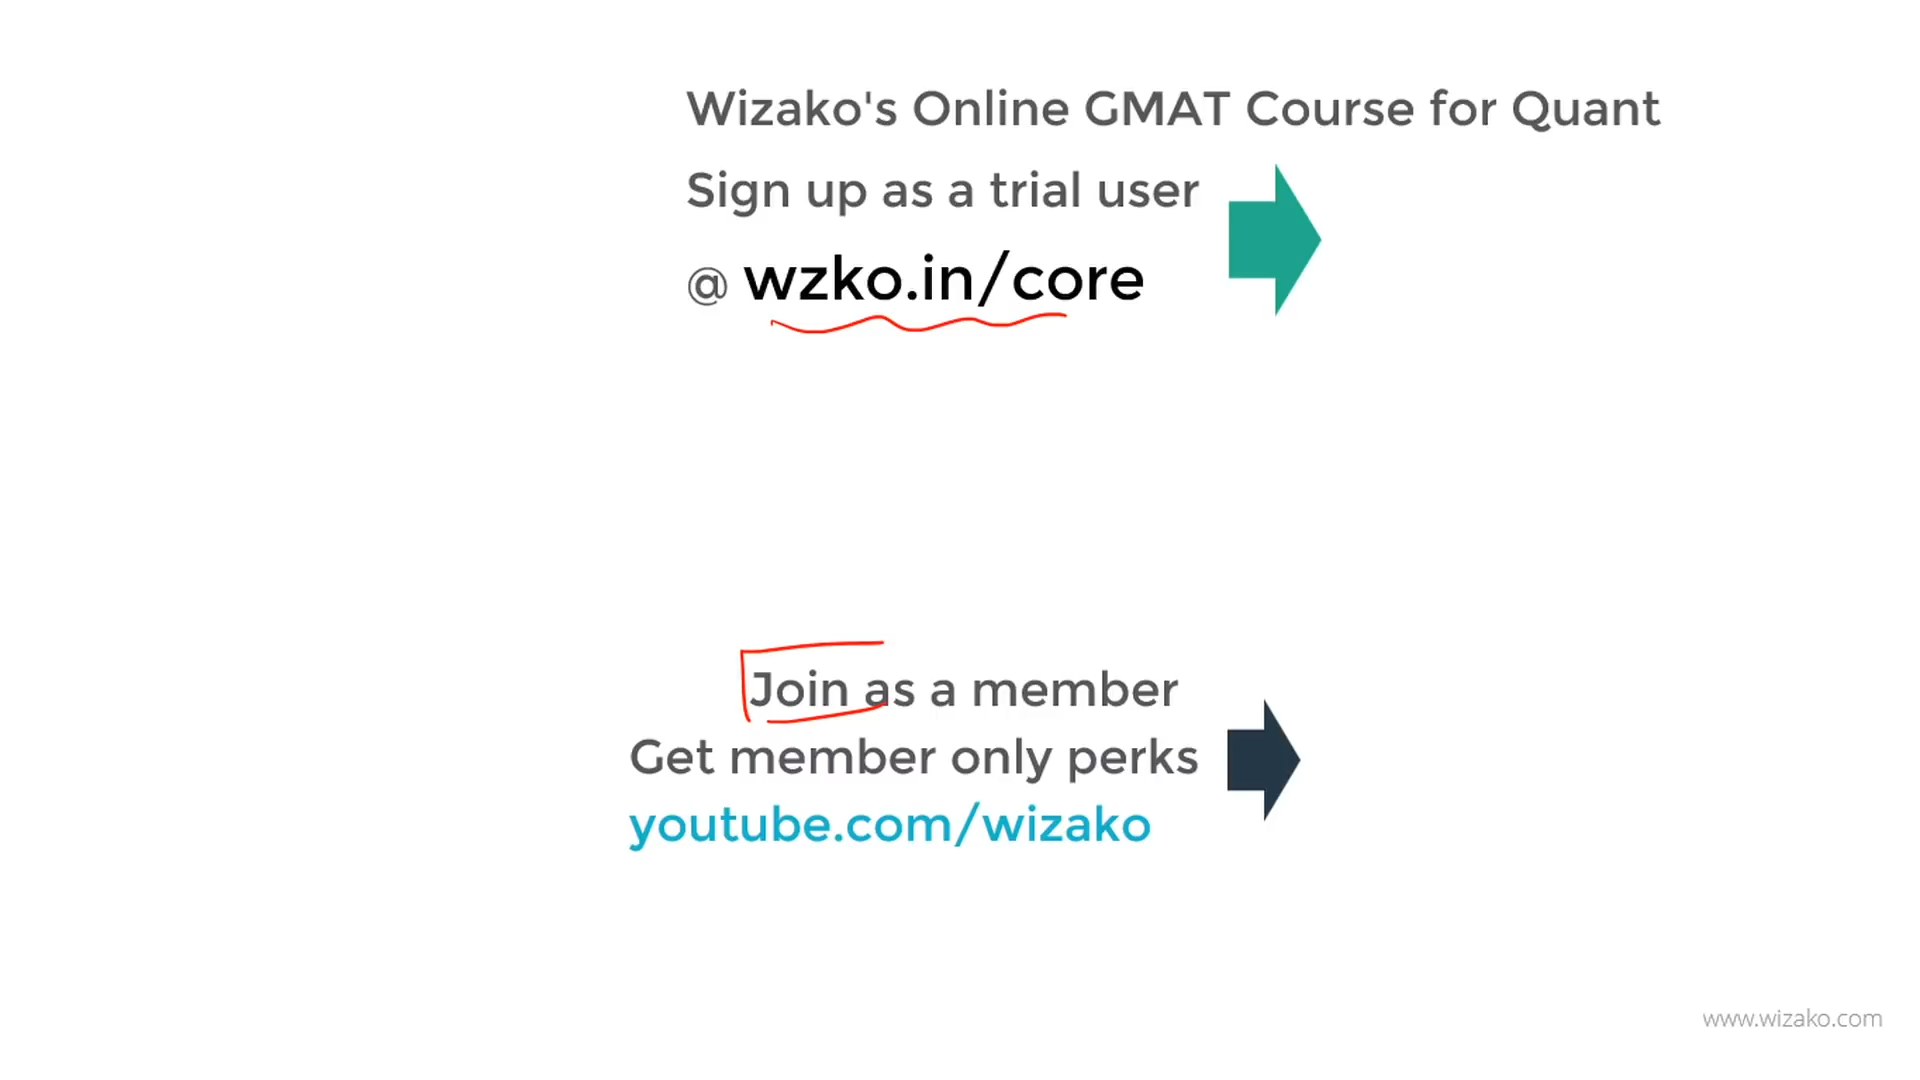 Wizako's Online GMAT Course for Quant
Sign up as a trial user
@ wzko.in/core
Join as a member
Get member only perks
youtube.com/wizako
www.wizako.com